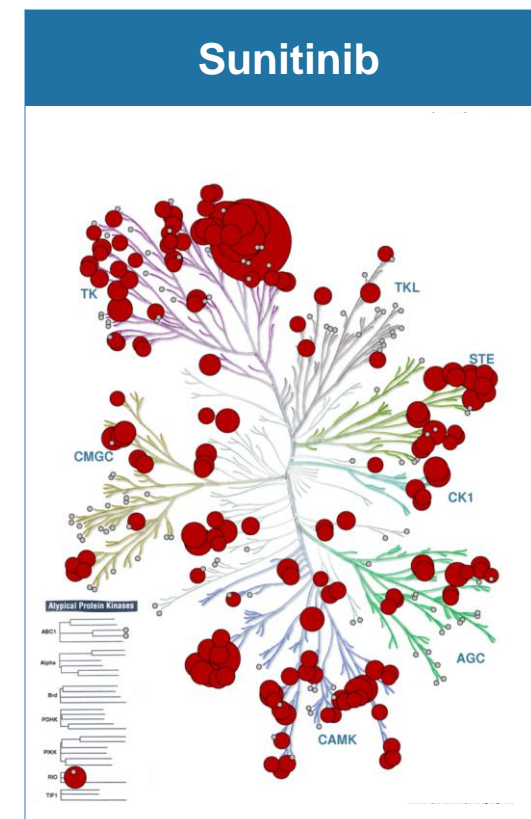 Sunitinib
TK
TKL
STE
CMGC
CK1
AGC
CAMK
Atypical Protein Kinases
ABC1
Alpha
Brd
PDHK
PIKK
RIO
TIF1